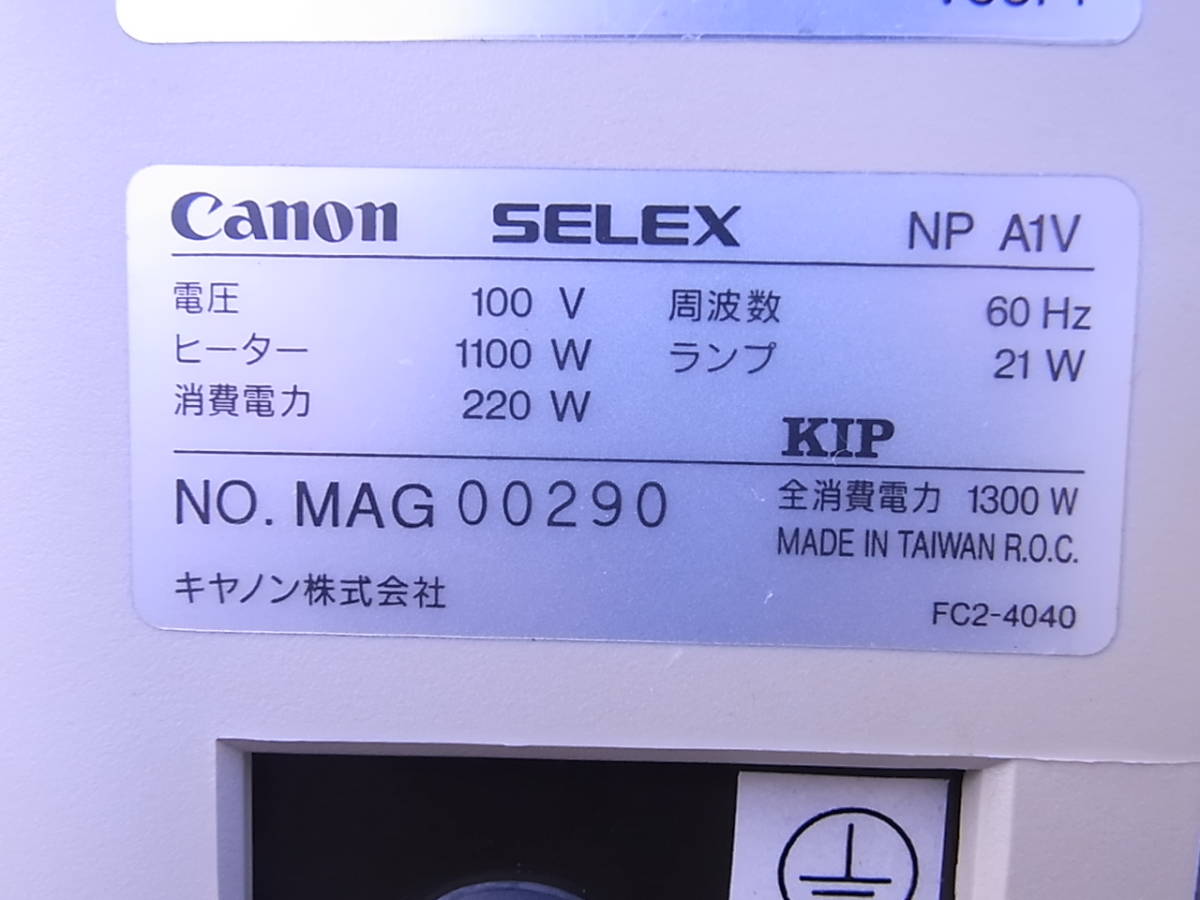 Canon SELEX NP A1V
電圧 100 V 周波数 60 Hz
ヒーター 1100 W ランプ 21 W
消費電力 220 W
KIP
NO. MAG 00290 全消費電力 1300 W
MADE IN TAIWAN R.O.C.
キヤノン株式会社
FC2-4040